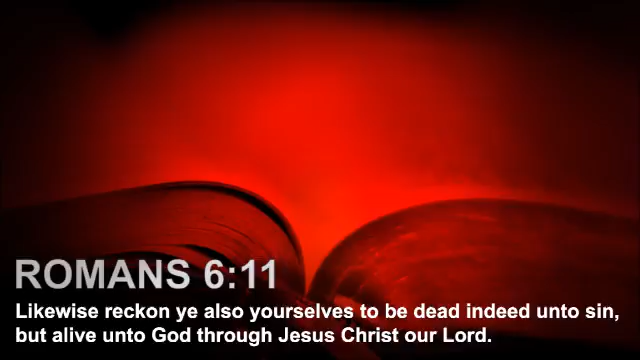 ROMANS 6:11
Likewise reckon ye also yourselves to be dead indeed unto sin,
but alive unto God through Jesus Christ our Lord.